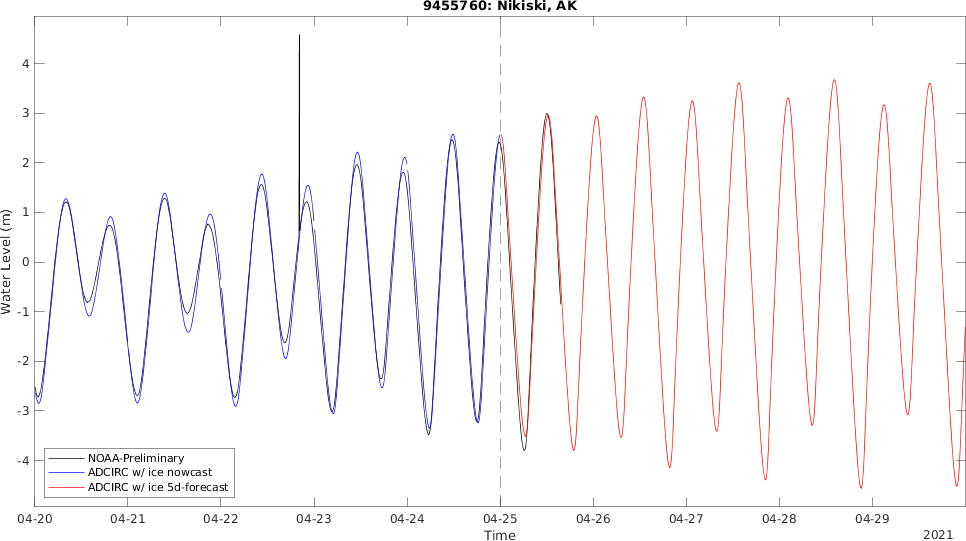 9455760: Nikiski, AK
Water Level (m)
4
3
2
1
0
-1
-2
-3
-4
NOAA-Preliminary
ADCIRC w/ ice nowcast
ADCIRC w/ ice 5d-forecast
04-20 04-21 04-22 04-23 04-24 04-25 04-26 04-27 04-28 04-29
Time
2021